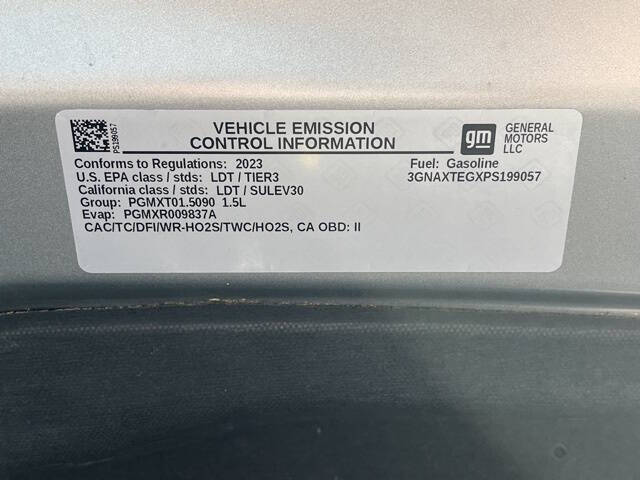 PS199057
VEHICLE EMISSION
CONTROL INFORMATION
gm
GENERAL
MOTORS
LLC
Conforms to Regulations: 2023
U.S. EPA class / stds: LDT / TIER3
California class / stds: LDT / SULEV30
Group: PGMXT01.5090 1.5L
Evap: PGMXR009837A
CAC/TC/DFI/WR-HO2S/TWC/HO2S, CA OBD: II
Fuel: Gasoline
3GNAXTEGXPS199057